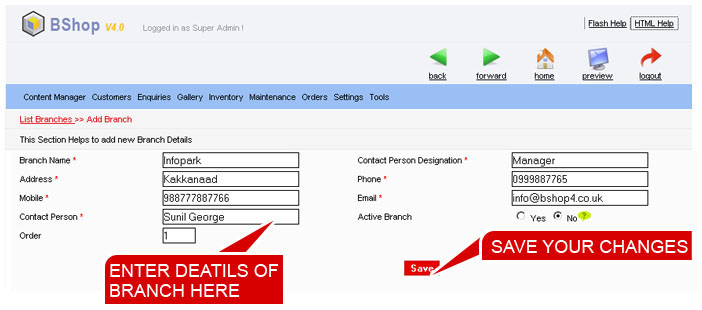 BShop V4.0 Logged in as Super Admin ! Flash Help HTML Help
back forward home preview logout
Content Manager Customers Enquiries Gallery Inventory Maintenance Orders Settings Tools
List Branches >> Add Branch
This Section Helps to add new Branch Details
Branch Name * Infopark Contact Person Designation * Manager
Address * Kakkanaad Phone * 0999887765
Mobile * 988777887766 Email * info@bshop4.co.uk
Contact Person * Sunil George Active Branch Yes No ?
Order 1
Save
SAVE YOUR CHANGES
ENTER DEATILS OF
BRANCH HERE